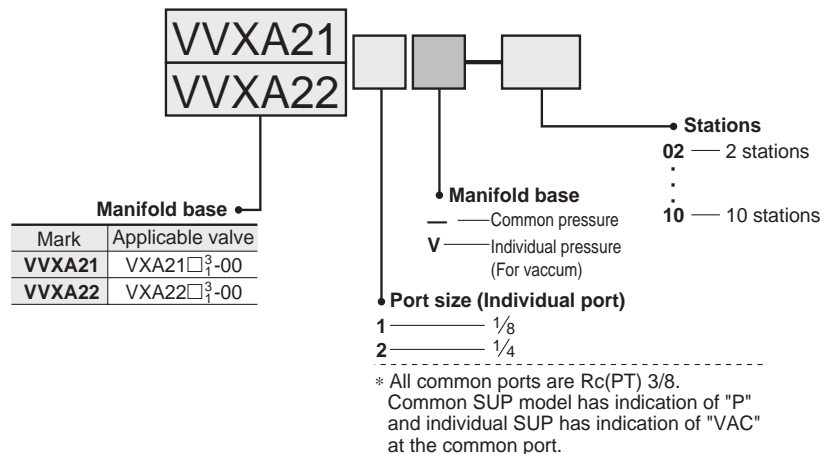 VVXA21
VVXA22
Stations
02 — 2 stations
10 — 10 stations
Manifold base
— — Common pressure
V — Individual pressure
(For vaccum)
Manifold base
Mark Applicable valve
VVXA21 VXA21□³₁-00
VVXA22 VXA22□³₁-00
Port size (Individual port)
1 — 1/8
2 — 1/4
* All common ports are Rc(PT) 3/8.
Common SUP model has indication of "P"
and individual SUP has indication of "VAC"
at the common port.